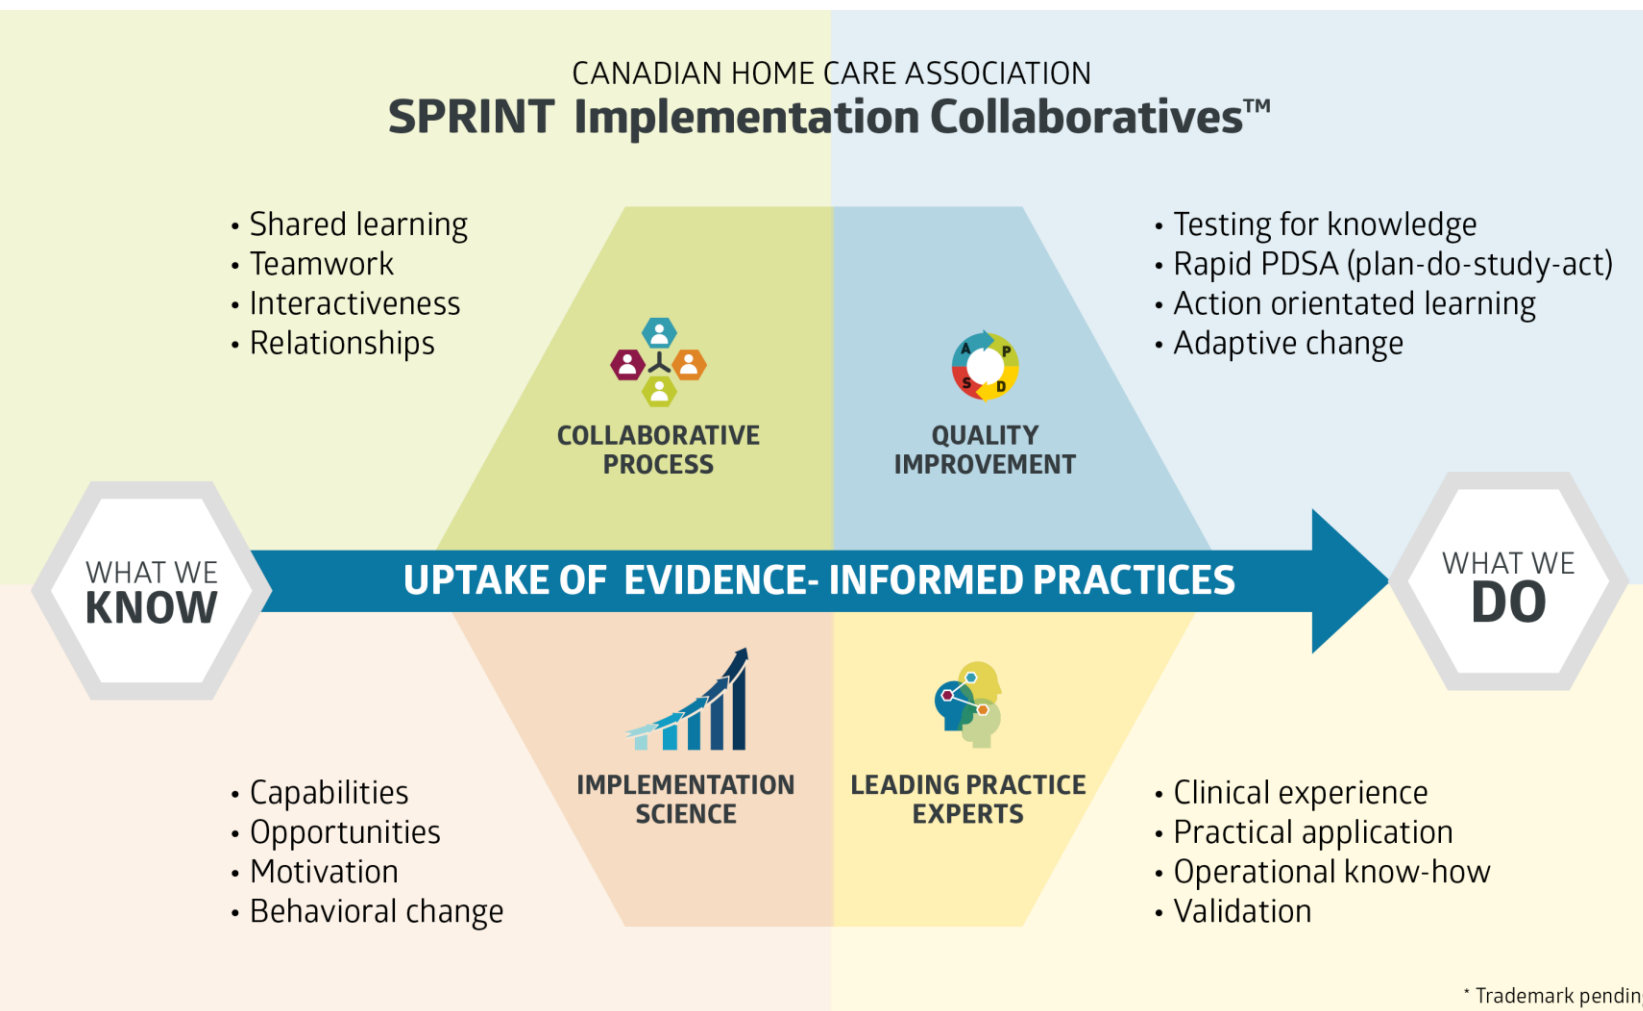 CANADIAN HOME CARE ASSOCIATION
SPRINT Implementation Collaboratives™
• Shared learning
• Teamwork
• Interactiveness
• Relationships
COLLABORATIVE
PROCESS
A P
S D
QUALITY
IMPROVEMENT
• Testing for knowledge
• Rapid PDSA (plan-do-study-act)
• Action orientated learning
• Adaptive change
WHAT WE
KNOW
UPTAKE OF EVIDENCE- INFORMED PRACTICES
WHAT WE
DO
• Capabilities
• Opportunities
• Motivation
• Behavioral change
IMPLEMENTATION
SCIENCE
LEADING PRACTICE
EXPERTS
• Clinical experience
• Practical application
• Operational know-how
• Validation
* Trademark pendin